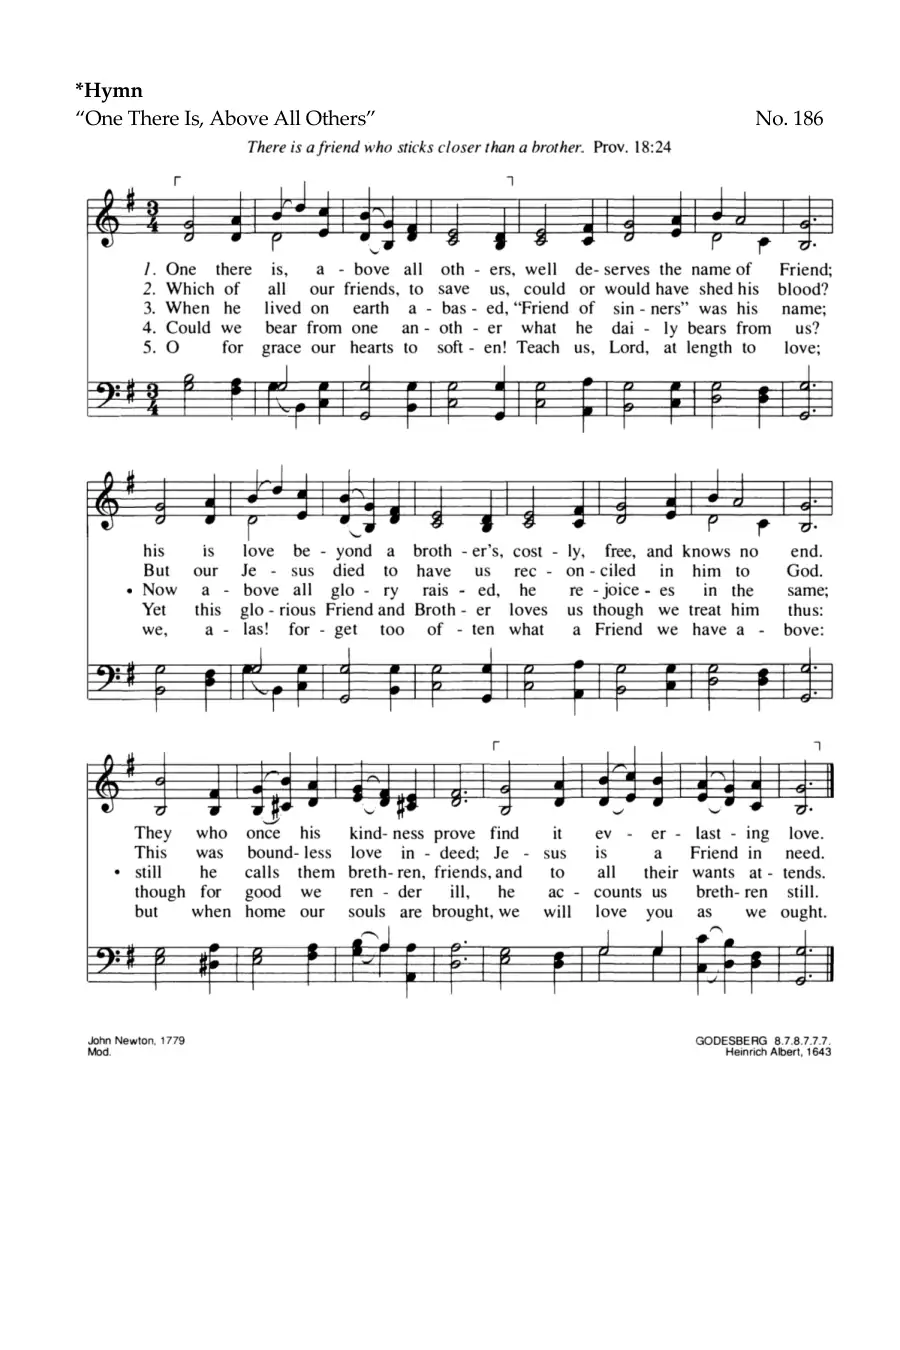 *Hymn
“One There Is, Above All Others” No. 186
There is a friend who sticks closer than a brother. Prov. 18:24
1. One there is, a - bove all oth - ers, well de- serves the name of Friend;
2. Which of all our friends, to save us, could or would have shed his blood?
3. When he lived on earth a - bas - ed, “Friend of sin - ners” was his name;
4. Could we bear from one an - oth - er what he dai - ly bears from us?
5. O for grace our hearts to soft - en! Teach us, Lord, at length to love;
his is love be - yond a broth - er’s, cost - ly, free, and knows no end.
But our Je - sus died to have us rec - on - ciled in him to God.
• Now a - bove all glo - ry rais - ed, he re - joice - es in the same;
Yet this glo - rious Friend and Broth - er loves us though we treat him thus:
we, a - las! for - get too of - ten what a Friend we have a - bove:
They who once his kind- ness prove find it ev - er - last - ing love.
This was bound- less love in - deed; Je - sus is a Friend in need.
• still he calls them breth- ren, friends, and to all their wants at - tends.
though for good we ren - der ill, he ac - counts us breth- ren still.
but when home our souls are brought, we will love you as we ought.
John Newton, 1779 GODESBERG 8.7.8.7.7.7.
Mod. Heinrich Albert, 1643